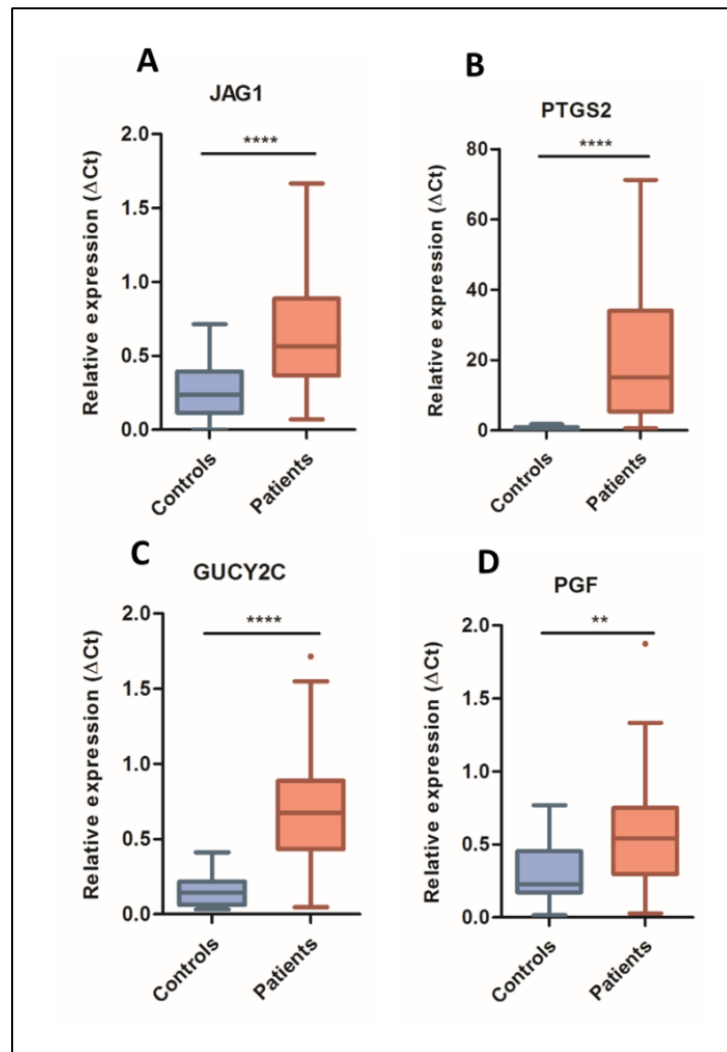 A
JAG1
****
2.0
1.5
1.0
0.5
0.0
Relative expression (ΔCt)
Controls
Patients
B
PTGS2
****
80
60
40
20
0
Relative expression (ΔCt)
Controls
Patients
C
GUCY2C
****
2.0
1.5
1.0
0.5
0.0
Relative expression (ΔCt)
Controls
Patients
D
PGF
**
2.0
1.5
1.0
0.5
0.0
Relative expression (ΔCt)
Controls
Patients